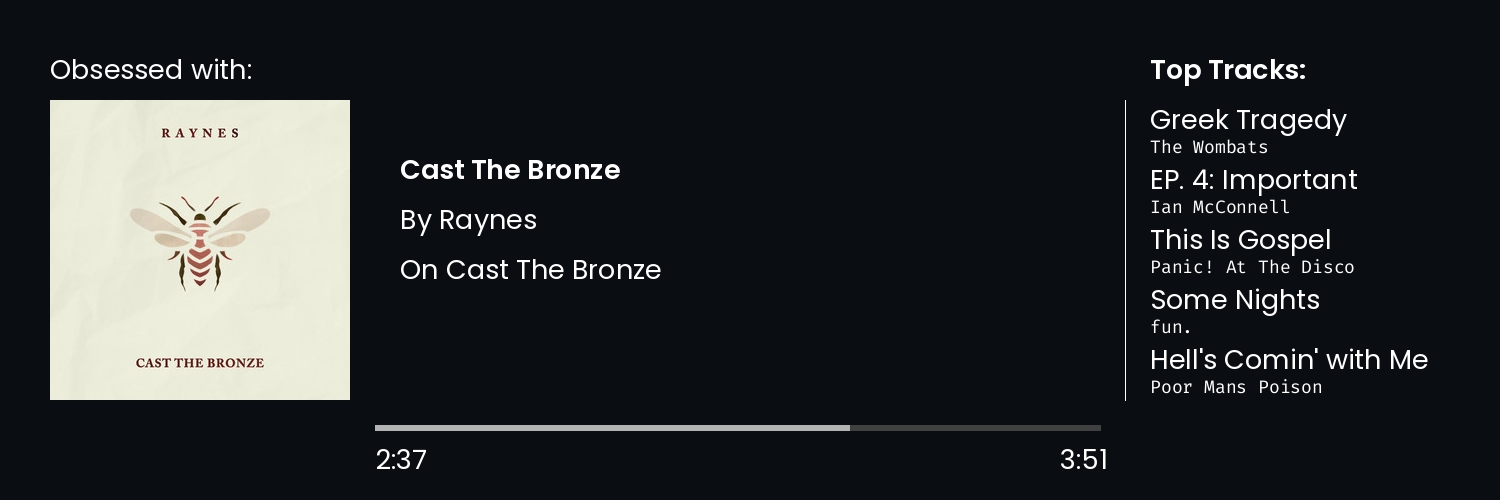 Obsessed with:
RAYNES
CAST THE BRONZE
Cast The Bronze
By Raynes
On Cast The Bronze
2:37
3:51
Top Tracks:
Greek Tragedy
The Wombats
EP. 4: Important
Ian McConnell
This Is Gospel
Panic! At The Disco
Some Nights
fun.
Hell's Comin' with Me
Poor Mans Poison